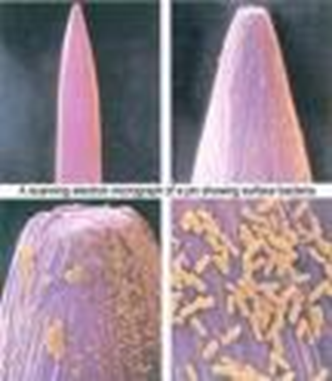 A scanning electron micrograph of a pin showing surface bacteria